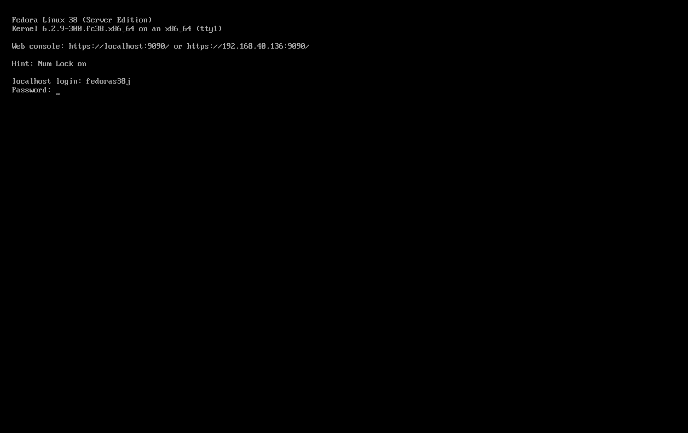 Fedora Linux 38 (Server Edition)
Kernel 6.2.9-300.fc38.x86_64 on an x86_64 (tty1)
Web console: https://localhost:9090/ or https://192.168.40.136:9090/
Hint: Num Lock on
localhost login: fedoras38j
Password: _